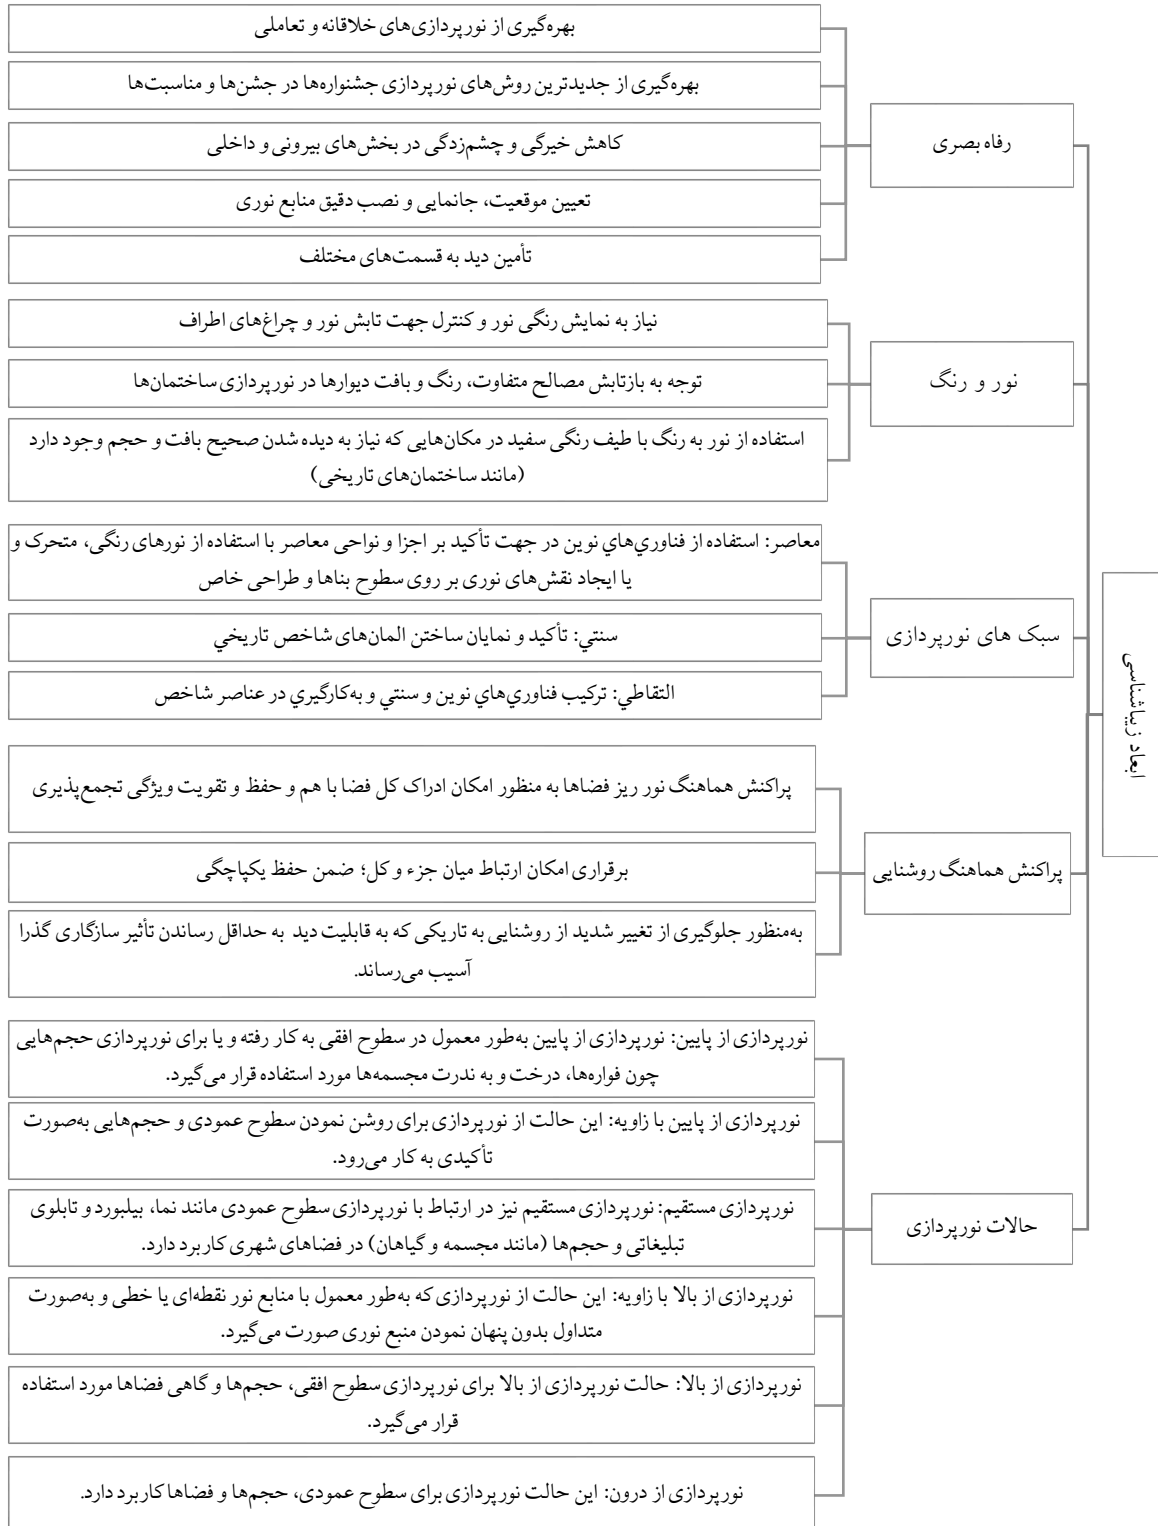 ابعاد زیباشناسی
رفاه بصری
بهره‌گیری از نورپردازی‌های خلاقانه و تعاملی
بهره‌گیری از جدیدترین روش‌های نورپردازی جشنواره‌ها در جشن‌ها و مناسبت‌ها
کاهش خیرگی و چشم‌زدگی در بخش‌های بیرونی و داخلی
تعیین موقعیت، جانمایی و نصب دقیق منابع نوری
تأمین دید به قسمت‌های مختلف
نور و رنگ
نیاز به نمایش رنگی نور و کنترل جهت تابش نور و چراغ‌های اطراف
توجه به بازتابش مصالح متفاوت، رنگ و بافت دیوارها در نورپردازی ساختمان‌ها
استفاده از نور به رنگ با طیف رنگی سفید در مکان‌هایی که نیاز به دیده شدن صحیح بافت و حجم وجود دارد
(مانند ساختمان‌های تاریخی)
سبک های نورپردازی
معاصر: استفاده از فناوري‌هاي نوین در جهت تأکید بر اجزا و نواحی معاصر با استفاده از نورهای رنگی، متحرک و
یا ایجاد نقش‌های نوری بر روی سطوح بناها و طراحی خاص
سنتي: تأکید و نمایان ساختن المان‌های شاخص تاریخي
التقاطي: ترکیب فناوري‌هاي نوین و سنتي و به‌کارگیري در عناصر شاخص
پراکنش هماهنگ روشنایی
پراکنش هماهنگ نور ریز فضاها به منظور امکان ادراک کل فضا با هم و حفظ و تقویت ویژگی تجمع‌پذیری
برقراری امکان ارتباط میان جزء و کل؛ ضمن حفظ یکپاچگی
به‌منظور جلوگیری از تغییر شدید از روشنایی به تاریکی که به قابلیت دید به حداقل رساندن تأثیر سازگاری گذرا
آسیب می‌رساند.
حالات نورپردازی
نورپردازی از پایین: نورپردازی از پایین به‌طور معمول در سطوح افقی به کار رفته و یا برای نورپردازی حجم‌هایی
چون فواره‌ها، درخت و به ندرت مجسمه‌ها مورد استفاده قرار می‌گیرد.
نورپردازی از پایین با زاویه: این حالت از نورپردازی برای روشن نمودن سطوح عمودی و حجم‌هایی به‌صورت
تأکیدی به کار می‌رود.
نورپردازی مستقیم: نورپردازی مستقیم نیز در ارتباط با نورپردازی سطوح عمودی مانند نما، بیلبورد و تابلوی
تبلیغاتی و حجم‌ها (مانند مجسمه و گیاهان) در فضاهای شهری کاربرد دارد.
نورپردازی از بالا با زاویه: این حالت از نورپردازی که به‌طور معمول با منابع نور نقطه‌ای یا خطی و به‌صورت
متداول بدون پنهان نمودن منبع نوری صورت می‌گیرد.
نورپردازی از بالا: حالت نورپردازی از بالا برای نورپردازی سطوح افقی، حجم‌ها و گاهی فضاها مورد استفاده
قرار می‌گیرد.
نورپردازی از درون: این حالت نورپردازی برای سطوح عمودی، حجم‌ها و فضاها کاربرد دارد.